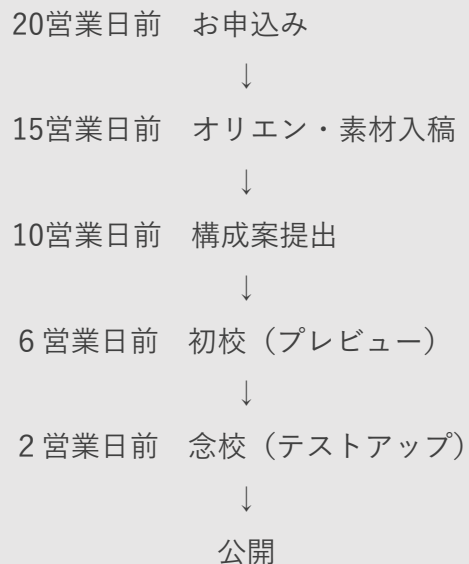 20営業日前　お申込み
↓
15営業日前　オリエン・素材入稿
↓
10営業日前　構成案提出
↓
６営業日前　初校（プレビュー）
↓
２営業日前　念校（テストアップ）
↓
公開